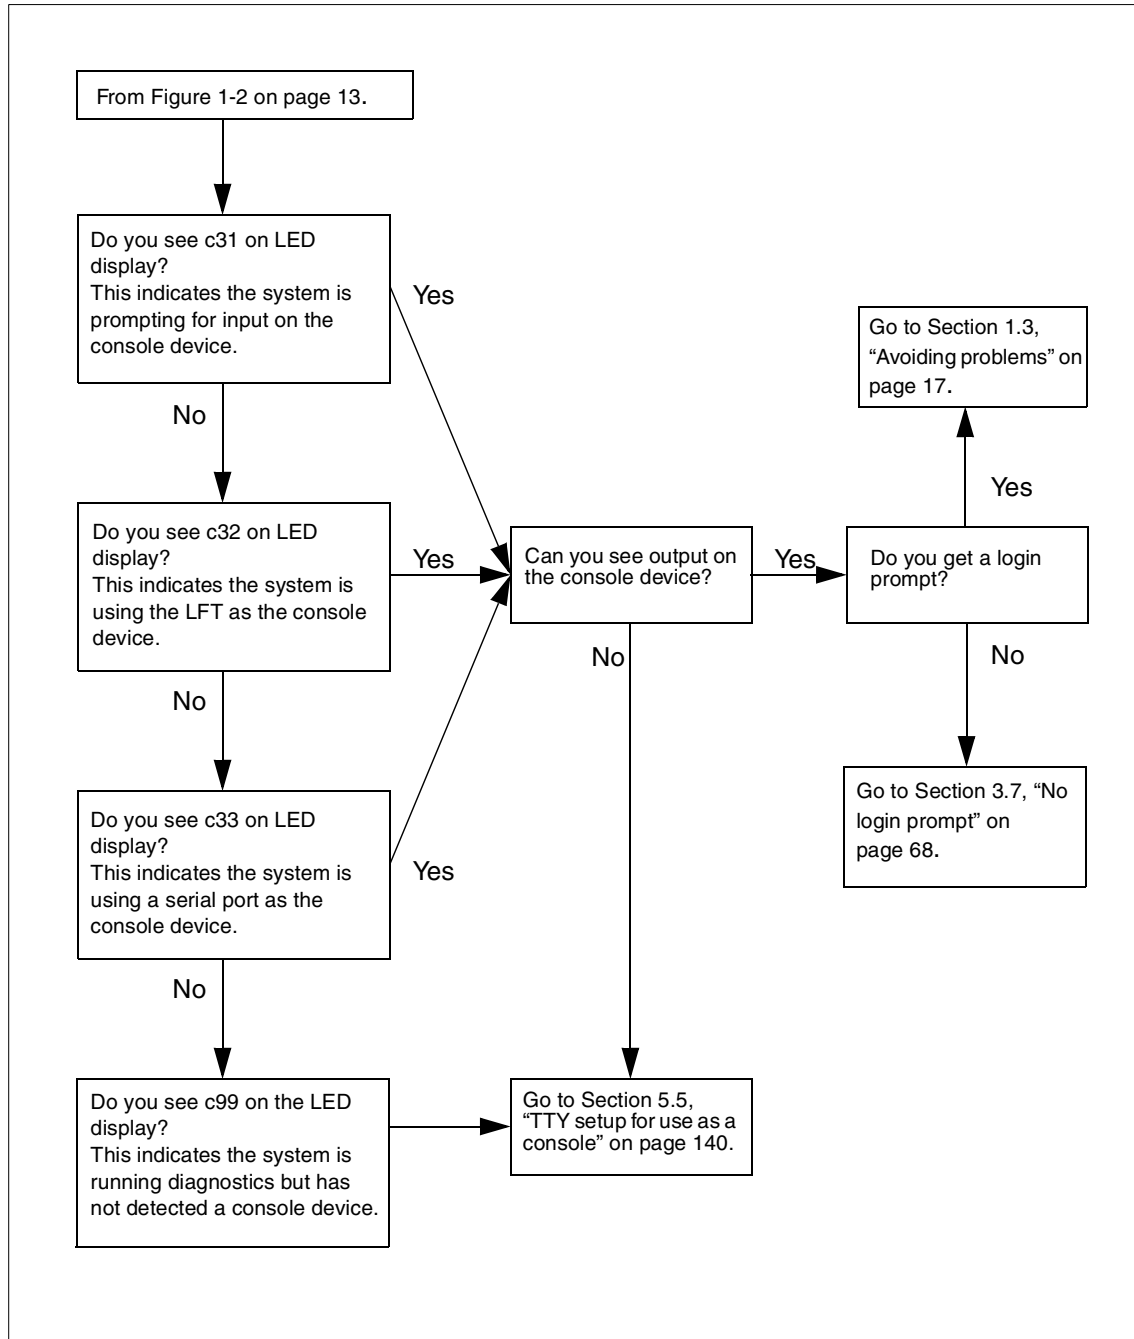 From Figure 1-2 on page 13.
Do you see c31 on LED
display?
This indicates the system is
prompting for input on the
console device.
Yes
No
Go to Section 1.3,
“Avoiding problems” on
page 17.
Yes
Do you see c32 on LED
display?
This indicates the system is
using the LFT as the console
device.
Yes
No
Can you see output on
the console device?
Yes
No
Do you get a login
prompt?
No
Do you see c33 on LED
display?
This indicates the system is
using a serial port as the
console device.
Yes
No
Go to Section 3.7, “No
login prompt” on
page 68.
Do you see c99 on the LED
display?
This indicates the system is
running diagnostics but has
not detected a console device.
Go to Section 5.5,
“TTY setup for use as a
console” on page 140.